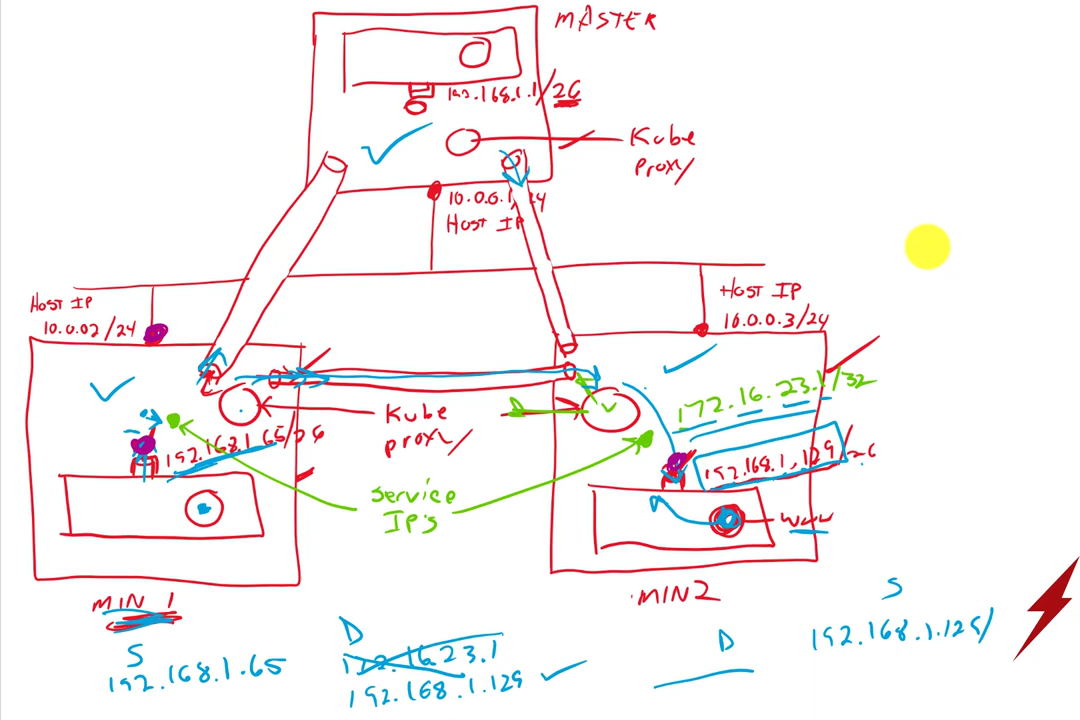 MASTER
192.168.1.1/26
Kube
proxy
10.0.0.1/24
Host IP
Host IP
10.0.02/24
Host IP
10.0.0.3/24
172.16.23.1/32
Kube
proxy
192.168.1.65/26
192.168.1.129/26
Service
IP's
www
MIN 1
MIN2
S
192.168.1.65
D
172.16.23.1
192.168.1.129
D
S
192.168.1.129/